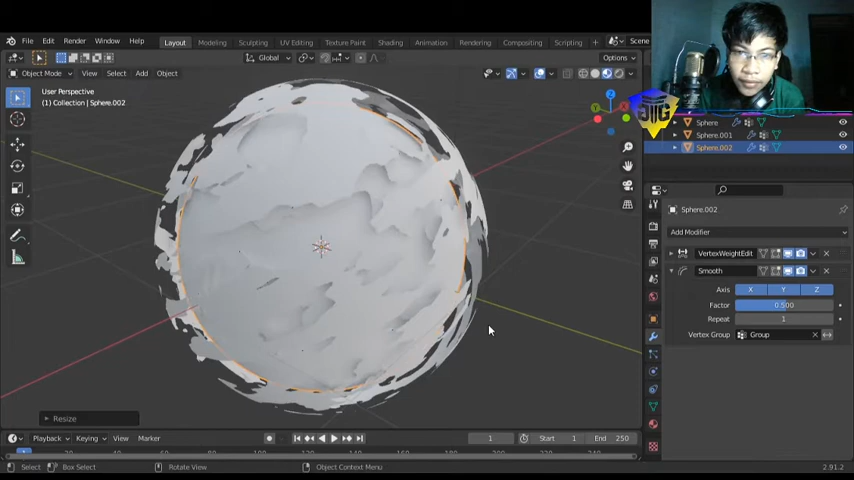 File Edit Render Window Help Layout Modeling Sculpting UV Editing Texture Paint Shading Animation Rendering Compositing Scripting + Scene
Global Options
Object Mode View Select Add Object
User Perspective
(1) Collection | Sphere.002
Z
Y
X
JTG
Sphere
Sphere.001
Sphere.002
Sphere.002
Add Modifier
VertexWeightEdit
Smooth
Axis X Y Z
Factor 0.500
Repeat 1
Vertex Group Group
Resize
Playback Keying View Marker 1 Start 1 End 250
Select Box Select Rotate View Object Context Menu 2.91.2